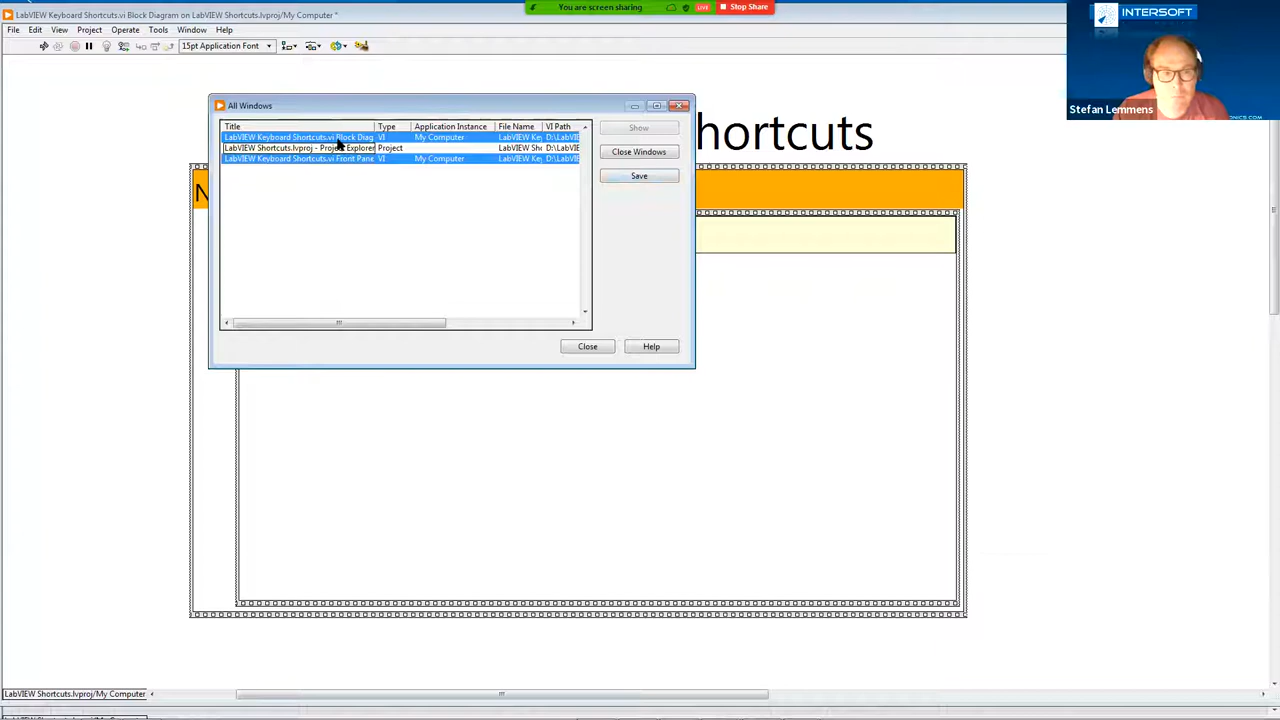 You are screen sharing
LIVE
Stop Share
LabVIEW Keyboard Shortcuts.vi Block Diagram on LabVIEW Shortcuts.lvproj/My Computer *
File Edit View Project Operate Tools Window Help
15pt Application Font
INTERSOFT
Stefan Lemmens
All Windows
Title Type Application Instance File Name VI Path
LabVIEW Keyboard Shortcuts.vi Block Diag VI My Computer LabVIEW Ke D:\LabVIE
LabVIEW Shortcuts.lvproj - Project Explorer Project LabVIEW Sh D:\LabVIE
LabVIEW Keyboard Shortcuts.vi Front Pane VI My Computer LabVIEW Ke D:\LabVIE
Show
Close Windows
Save
Close
Help
hortcuts
N
LabVIEW Shortcuts.lvproj/My Computer